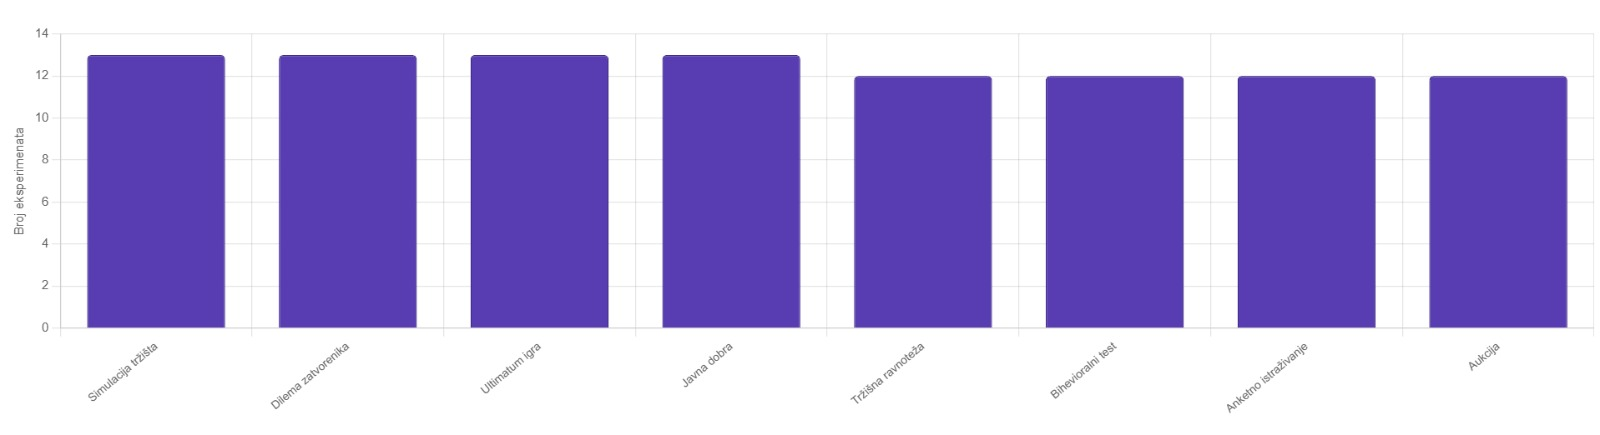 14
12
10
8
6
4
2
0
Broj eksperimenata
Simulacija tržišta
Dilema zatvorenika
Ultimatum igra
Javna dobra
Tržišna ravnoteža
Bihevioralni test
Anketno istraživanje
Aukcija